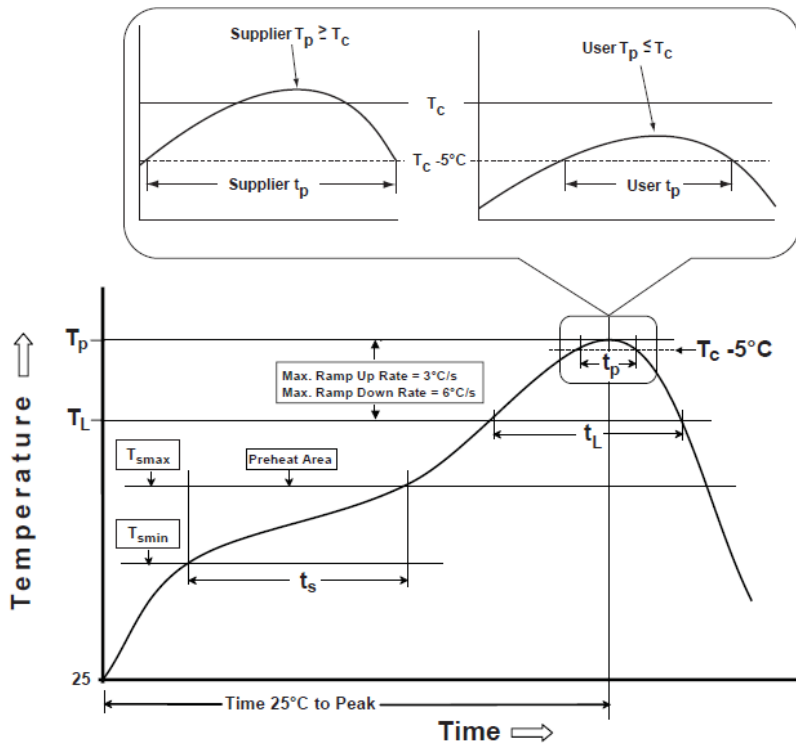 Supplier Tp ≥ Tc
User Tp ≤ Tc
Tc
Tc -5°C
Supplier tp
User tp
Tp
Tc -5°C
tp
Max. Ramp Up Rate = 3°C/s
Max. Ramp Down Rate = 6°C/s
TL
tL
Tsmax
Preheat Area
Tsmin
ts
Temperature
25
Time 25°C to Peak
Time